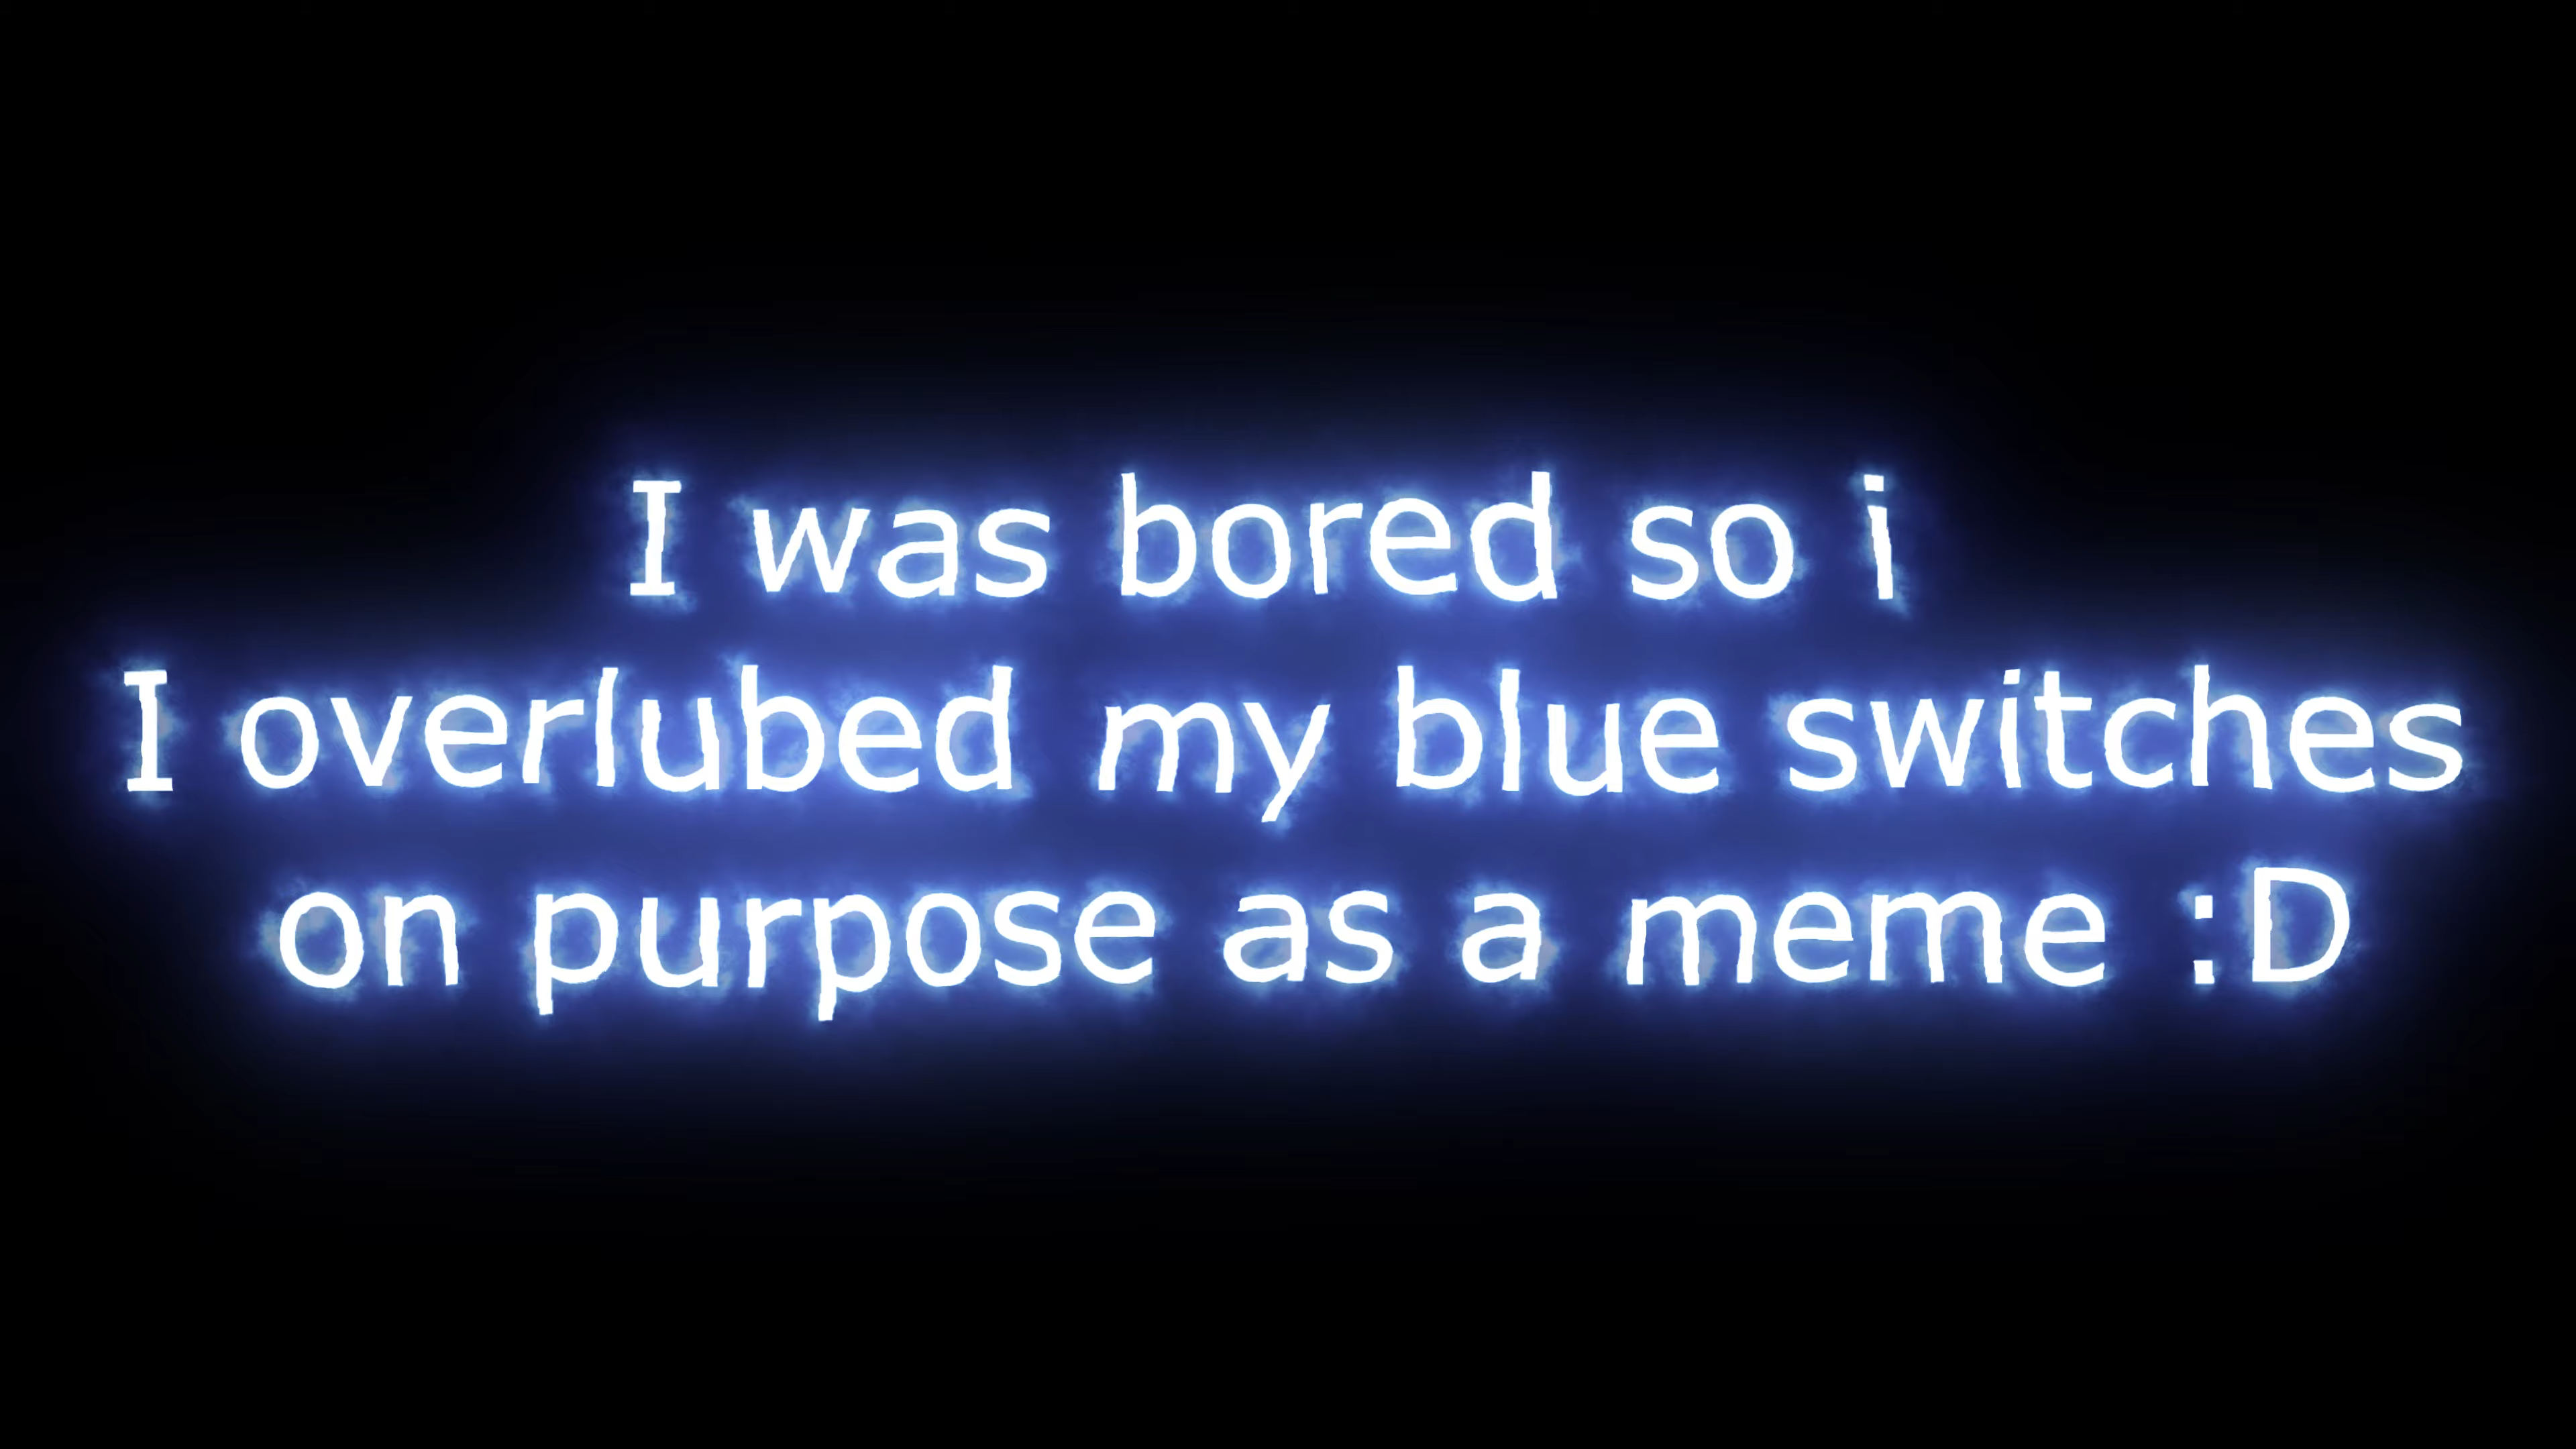 I was bored so i
I overlubed my blue switches
on purpose as a meme :D